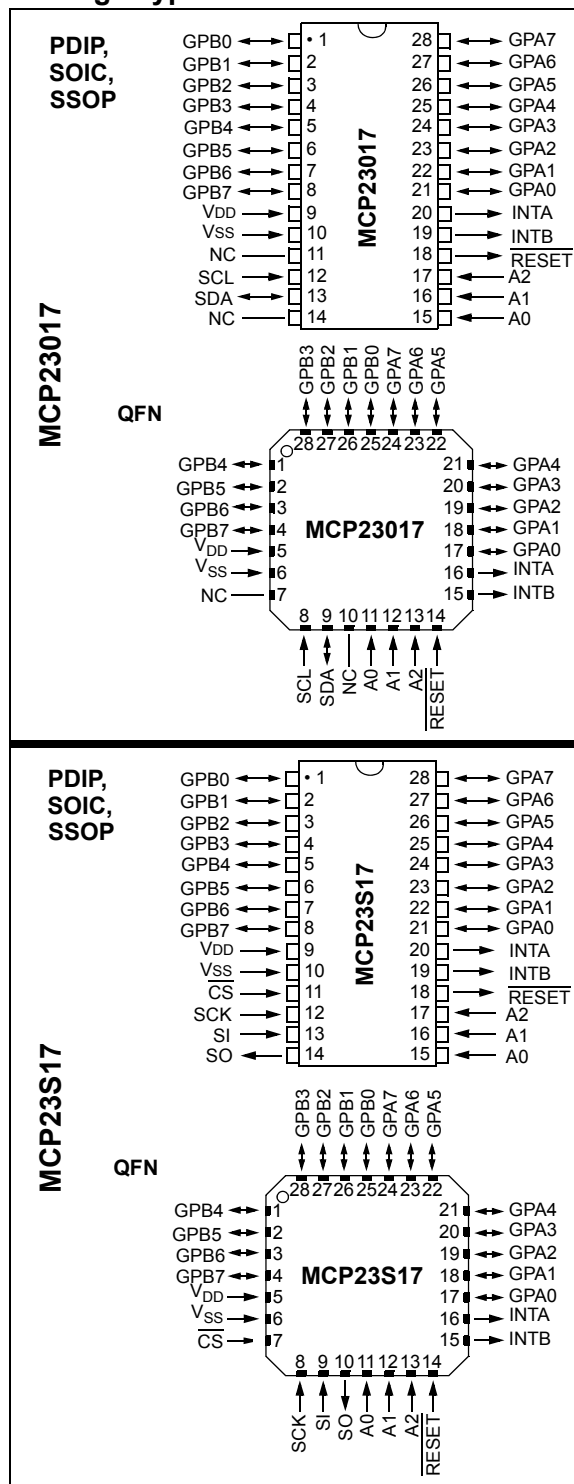 PDIP,
SOIC,
SSOP
MCP23017
GPB0 1 28 GPA7
GPB1 2 27 GPA6
GPB2 3 26 GPA5
GPB3 4 25 GPA4
GPB4 5 24 GPA3
GPB5 6 23 GPA2
GPB6 7 22 GPA1
GPB7 8 21 GPA0
VDD 9 20 INTA
VSS 10 19 INTB
NC 11 18 RESET
SCL 12 17 A2
SDA 13 16 A1
NC 14 15 A0
MCP23017
QFN
GPB3 GPB2 GPB1 GPB0 GPA7 GPA6 GPA5
28 27 26 25 24 23 22
GPB4 1 21 GPA4
GPB5 2 20 GPA3
GPB6 3 19 GPA2
GPB7 4 MCP23017 18 GPA1
VDD 5 17 GPA0
VSS 6 16 INTA
NC 7 15 INTB
8 9 10 11 12 13 14
SCL SDA NC A0 A1 A2 RESET
PDIP,
SOIC,
SSOP
MCP23S17
GPB0 1 28 GPA7
GPB1 2 27 GPA6
GPB2 3 26 GPA5
GPB3 4 25 GPA4
GPB4 5 24 GPA3
GPB5 6 23 GPA2
GPB6 7 22 GPA1
GPB7 8 21 GPA0
VDD 9 20 INTA
VSS 10 19 INTB
CS 11 18 RESET
SCK 12 17 A2
SI 13 16 A1
SO 14 15 A0
MCP23S17
QFN
GPB3 GPB2 GPB1 GPB0 GPA7 GPA6 GPA5
28 27 26 25 24 23 22
GPB4 1 21 GPA4
GPB5 2 20 GPA3
GPB6 3 19 GPA2
GPB7 4 MCP23S17 18 GPA1
VDD 5 17 GPA0
VSS 6 16 INTA
CS 7 15 INTB
8 9 10 11 12 13 14
SCK SI SO A0 A1 A2 RESET